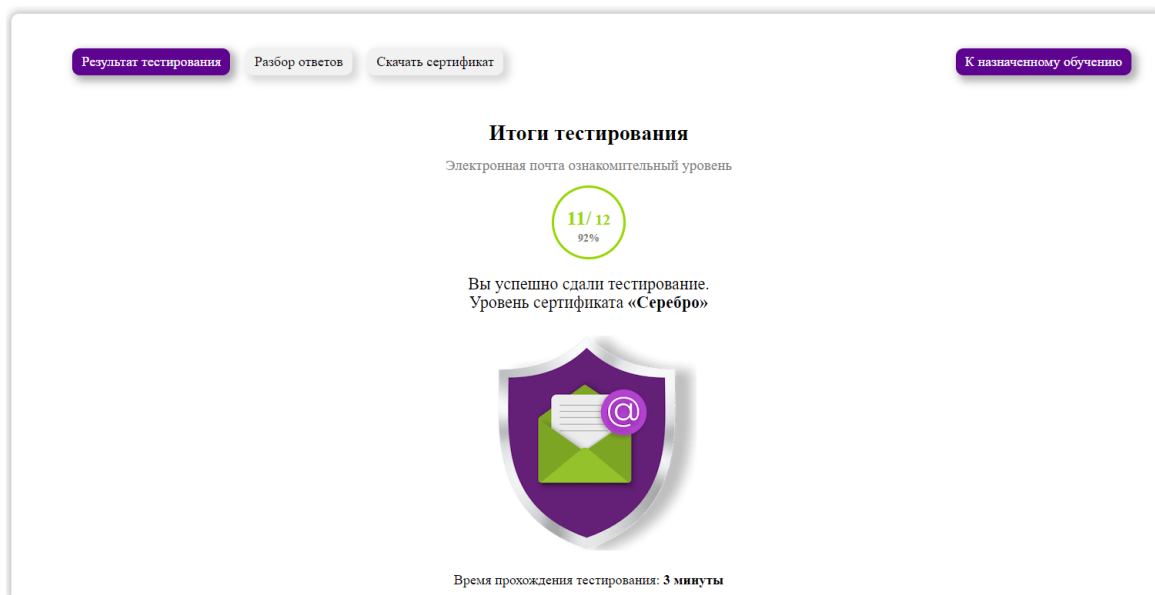 Результат тестирования
Разбор ответов
Скачать сертификат
К назначенному обучению
Итоги тестирования
Электронная почта ознакомительный уровень
11/ 12
92%
Вы успешно сдали тестирование.
Уровень сертификата «Серебро»
@
Время прохождения тестирования: 3 минуты